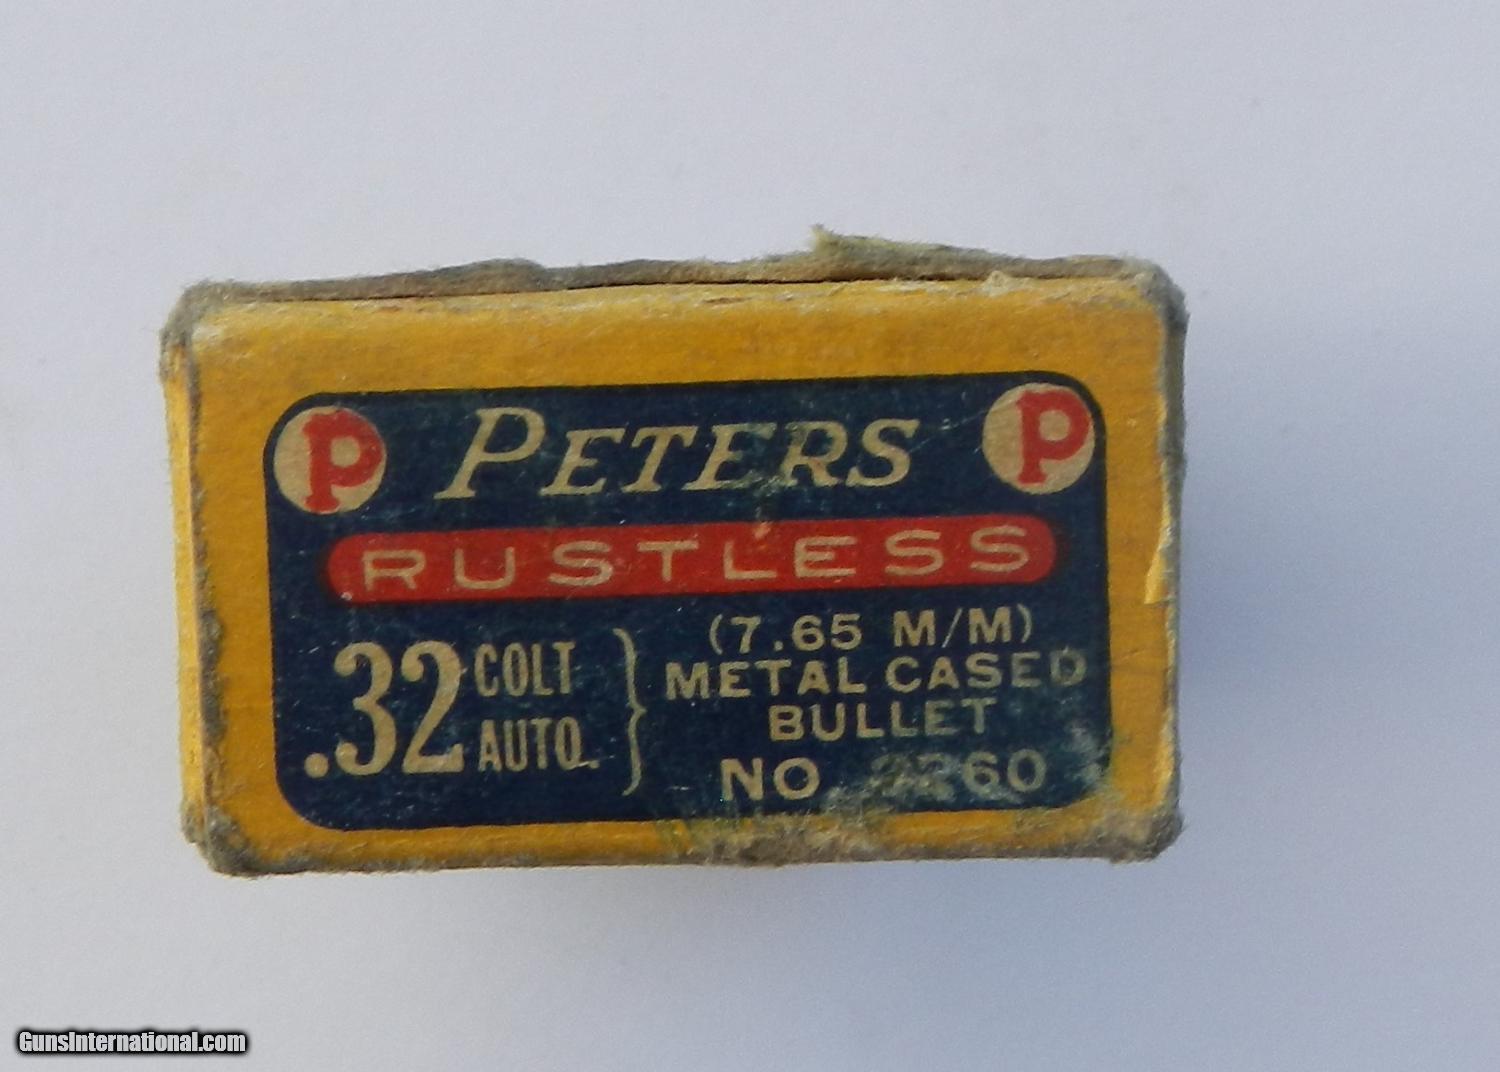 P PETERS P
RUSTLESS
.32 COLT AUTO.
(7.65 M/M)
METAL CASED
BULLET
NO
GunsInternational.com